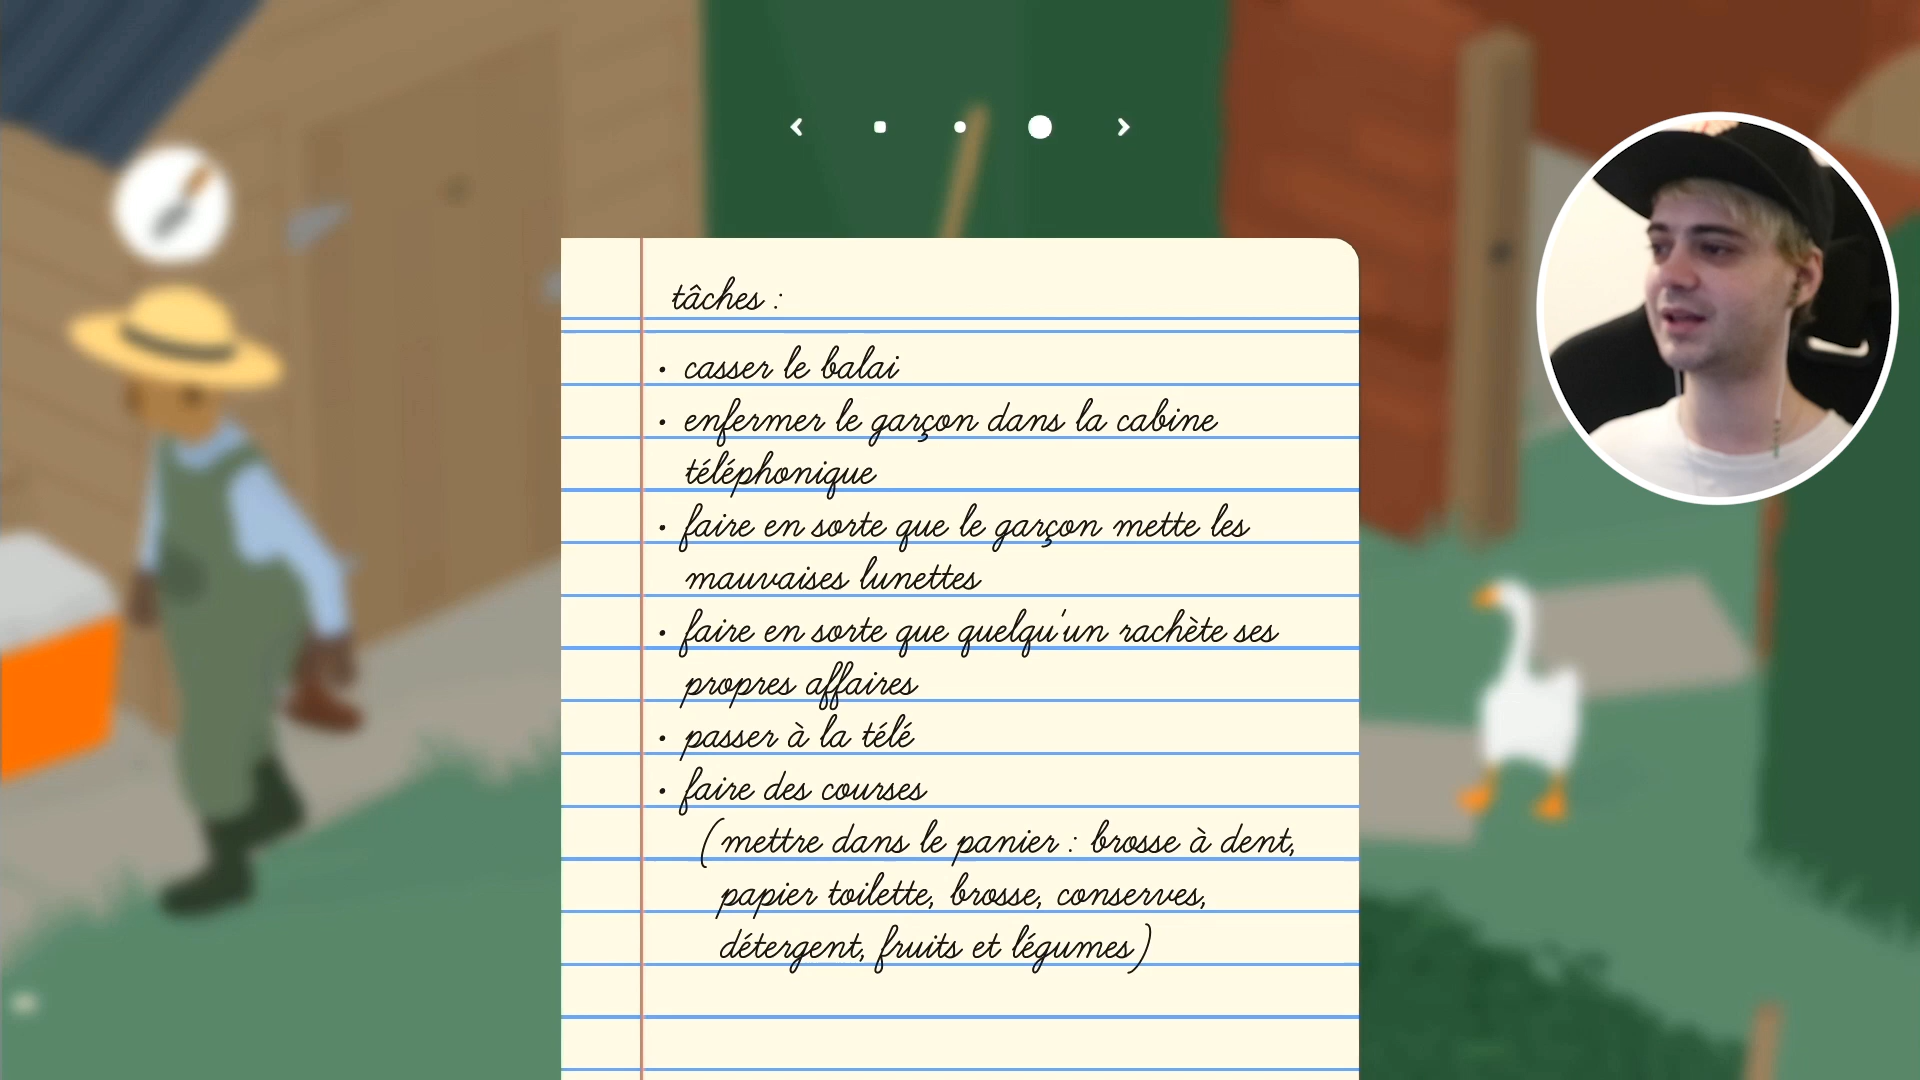 tâches :
• casser le balai
• enfermer le garçon dans la cabine
téléphonique
• faire en sorte que le garçon mette les
mauvaises lunettes
• faire en sorte que quelqu'un rachète ses
propres affaires
• passer à la télé
• faire des courses
(mettre dans le panier : brosse à dent,
papier toilette, brosse, conserves,
détergent, fruits et légumes)